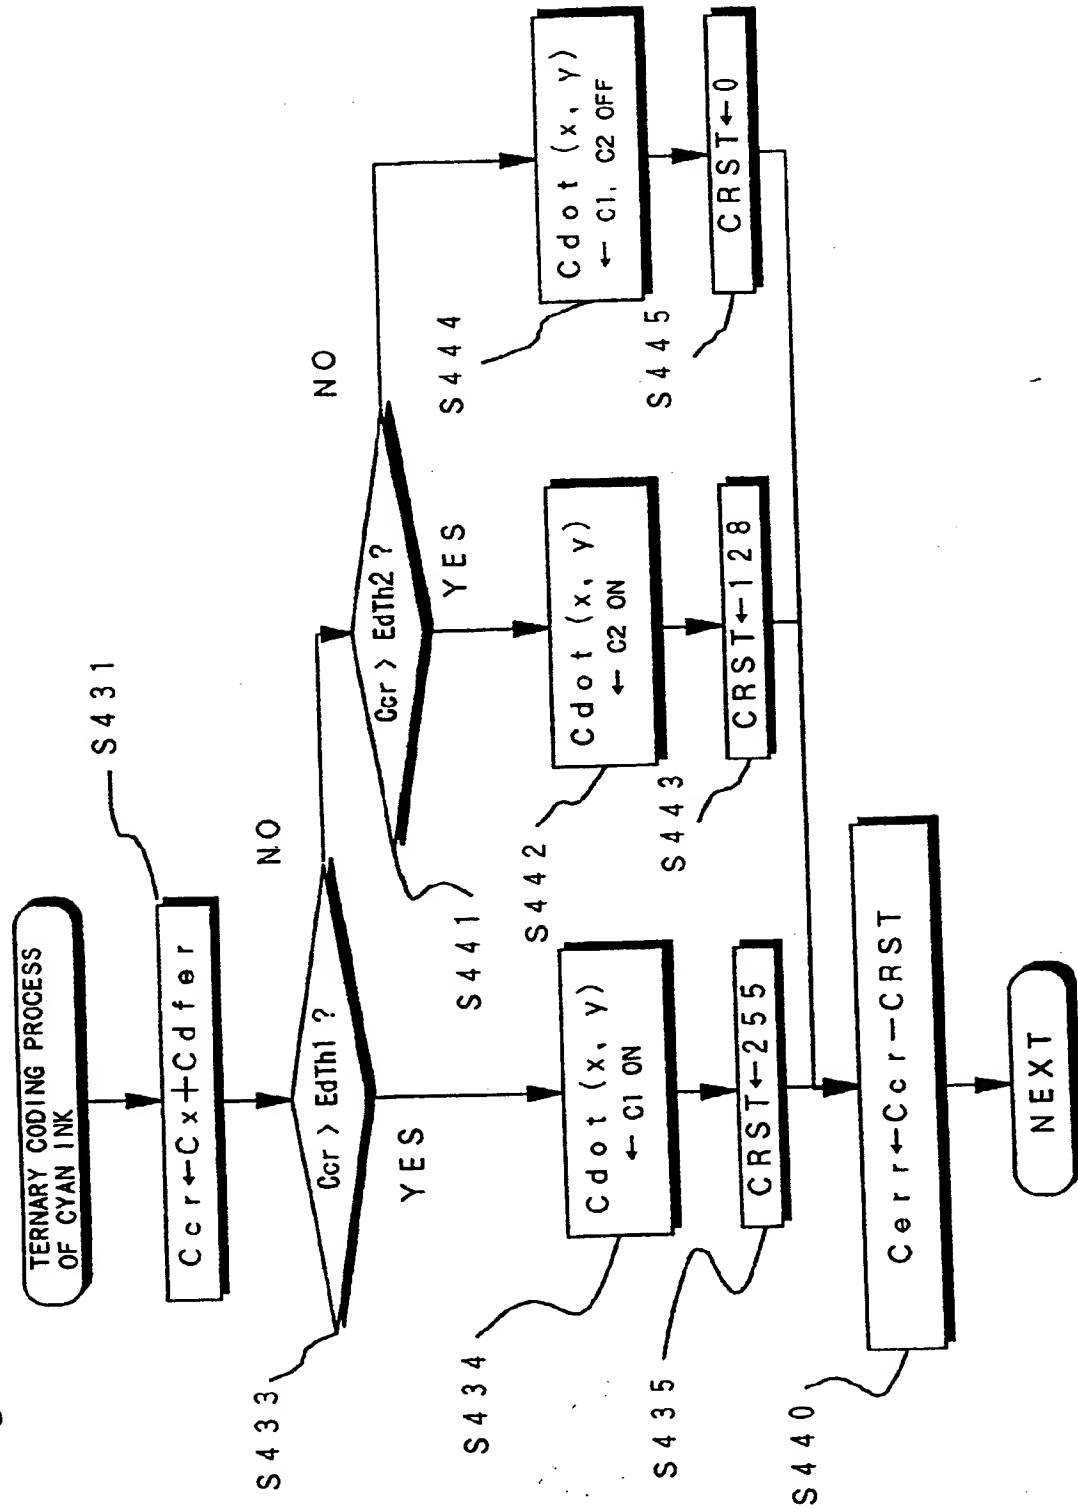 TERNARY CODING PROCESS
OF CYAN INK
S431
Ccr←Cx+Cdfer
S433
Ccr > EdTh1 ?
NO
YES
S441
Ccr > EdTh2 ?
NO
YES
S434
Cdot (x, y)
← C1 ON
S442
Cdot (x, y)
← C2 ON
S444
Cdot (x, y)
← C1, C2 OFF
S435
CRST←255
S443
CRST←128
S445
CRST←0
S440
Cerr←Ccr−CRST
NEXT